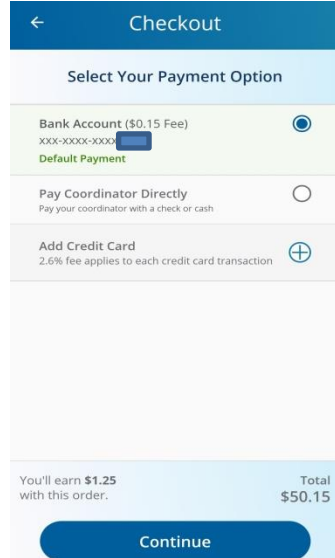 Checkout
Select Your Payment Option
Bank Account ($0.15 Fee)
xxx-xxxx-xxxx
Default Payment
Pay Coordinator Directly
Pay your coordinator with a check or cash
Add Credit Card
2.6% fee applies to each credit card transaction
You'll earn $1.25
with this order.
Total
$50.15
Continue